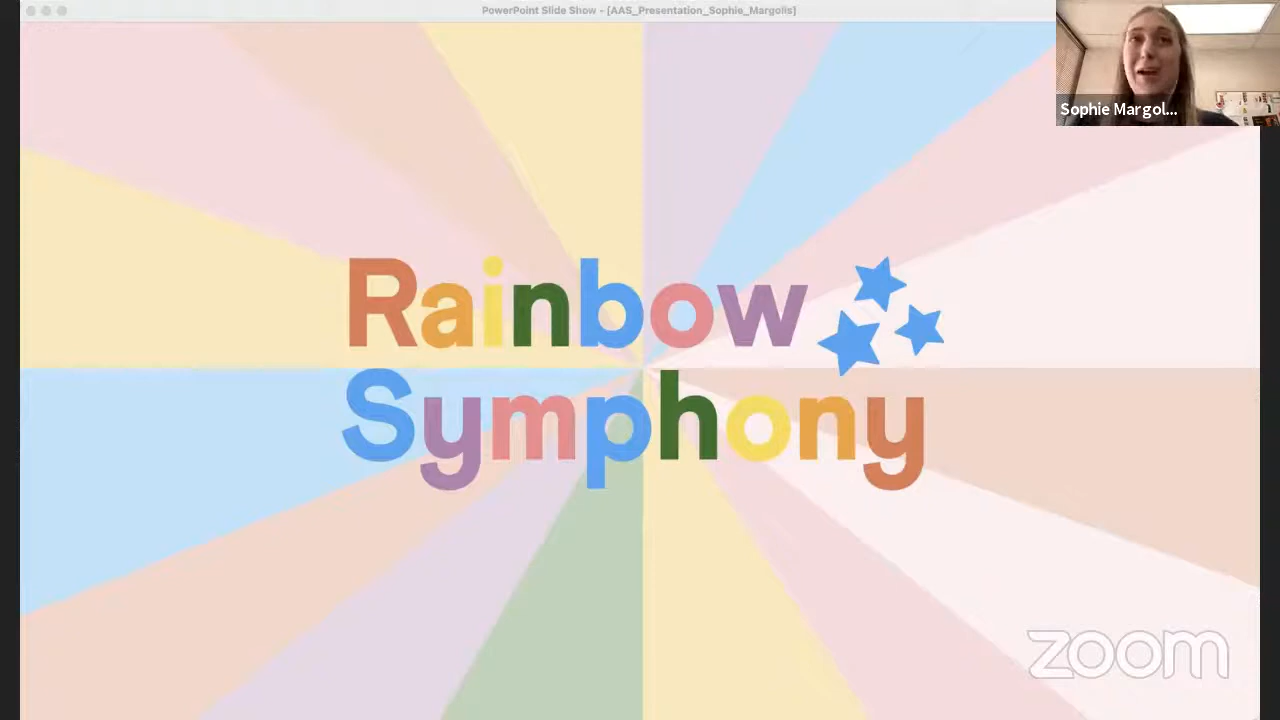 PowerPoint Slide Show - [AAS_Presentation_Sophie_Margolis]
Sophie Margol...
Rainbow
Symphony
zoom